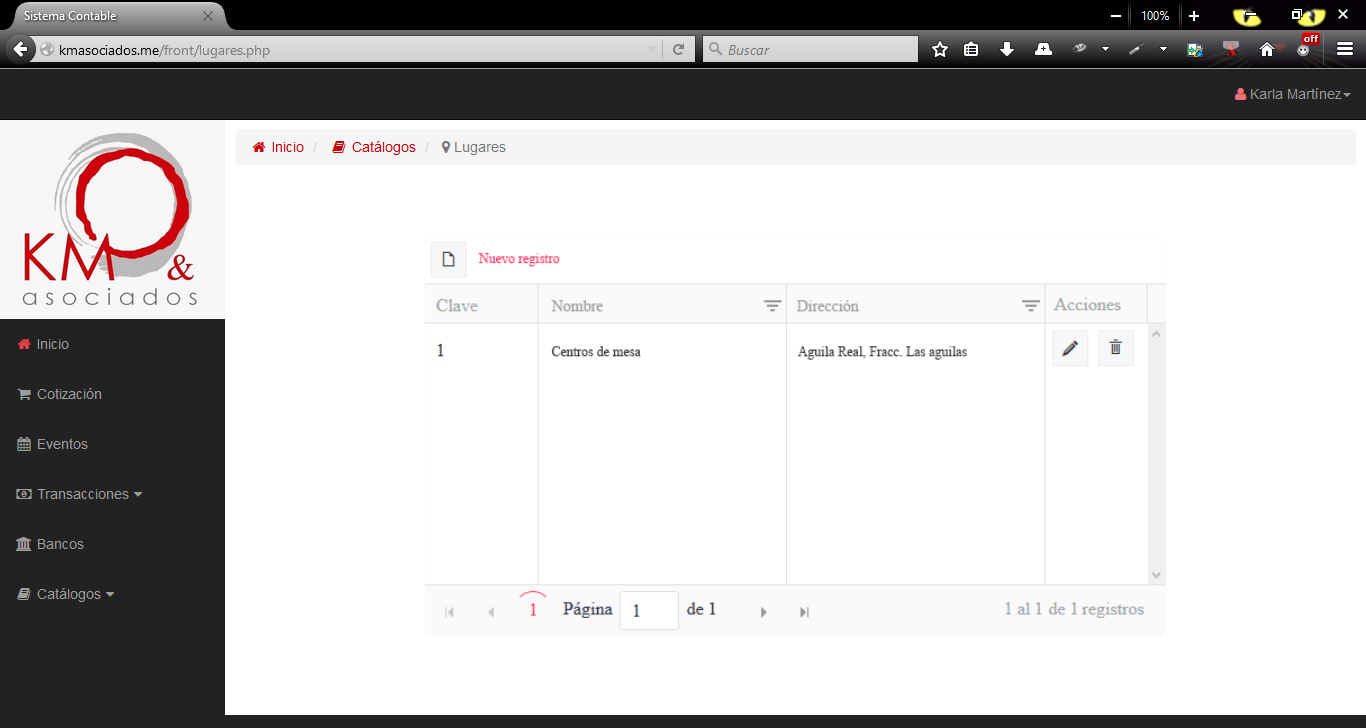 Sistema Contable
100%
kmasociados.me/front/lugares.php
Buscar
off
Karla Martínez
KM &
asociados
Inicio / Catálogos / Lugares
Inicio
Cotización
Eventos
Transacciones
Bancos
Catálogos
Nuevo registro
Clave Nombre Dirección Acciones
1 Centros de mesa Aguila Real, Fracc. Las aguilas
1 Página 1 de 1 1 al 1 de 1 registros